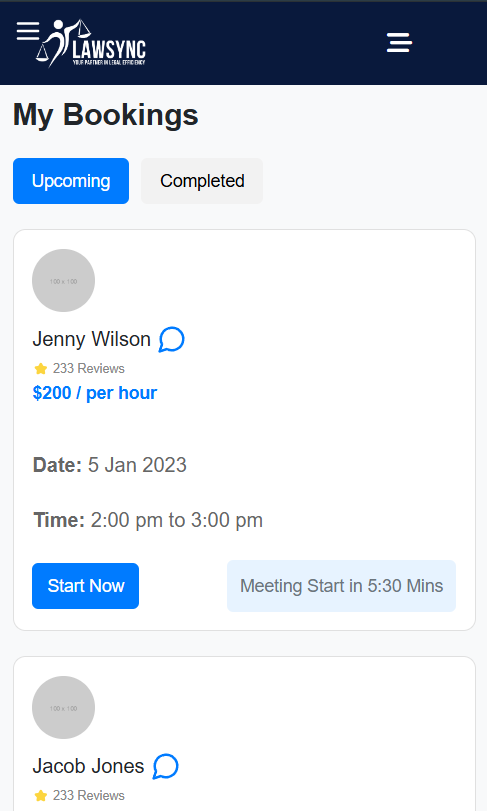 LAWSYNC
YOUR PARTNER IN LEGAL EFFICIENCY
My Bookings
Upcoming
Completed
100 x 100
Jenny Wilson
233 Reviews
$200 / per hour
Date: 5 Jan 2023
Time: 2:00 pm to 3:00 pm
Start Now
Meeting Start in 5:30 Mins
100 x 100
Jacob Jones
233 Reviews